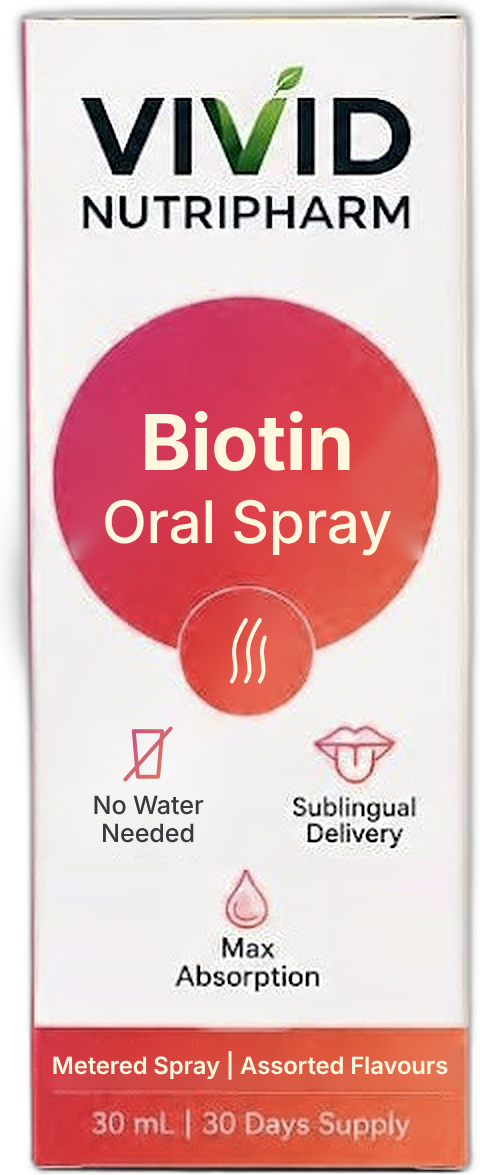 VIVID
NUTRIPHARM
Biotin
Oral Spray
No Water
Needed
Sublingual
Delivery
Max
Absorption
Metered Spray | Assorted Flavours
30 mL | 30 Days Supply